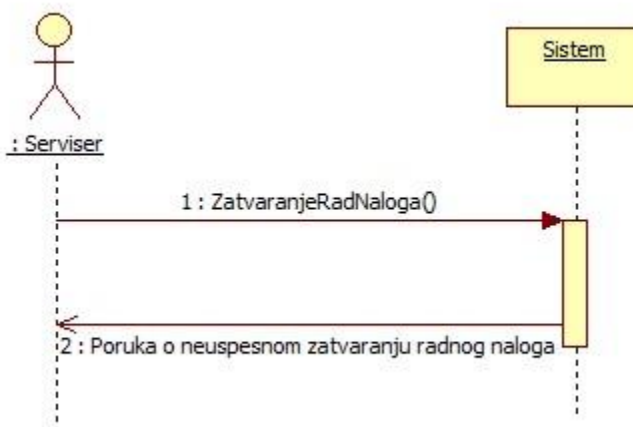 Sistem
: Serviser
1 : ZatvaranjeRadNaloga()
2 : Poruka o neuspesnom zatvaranju radnog naloga